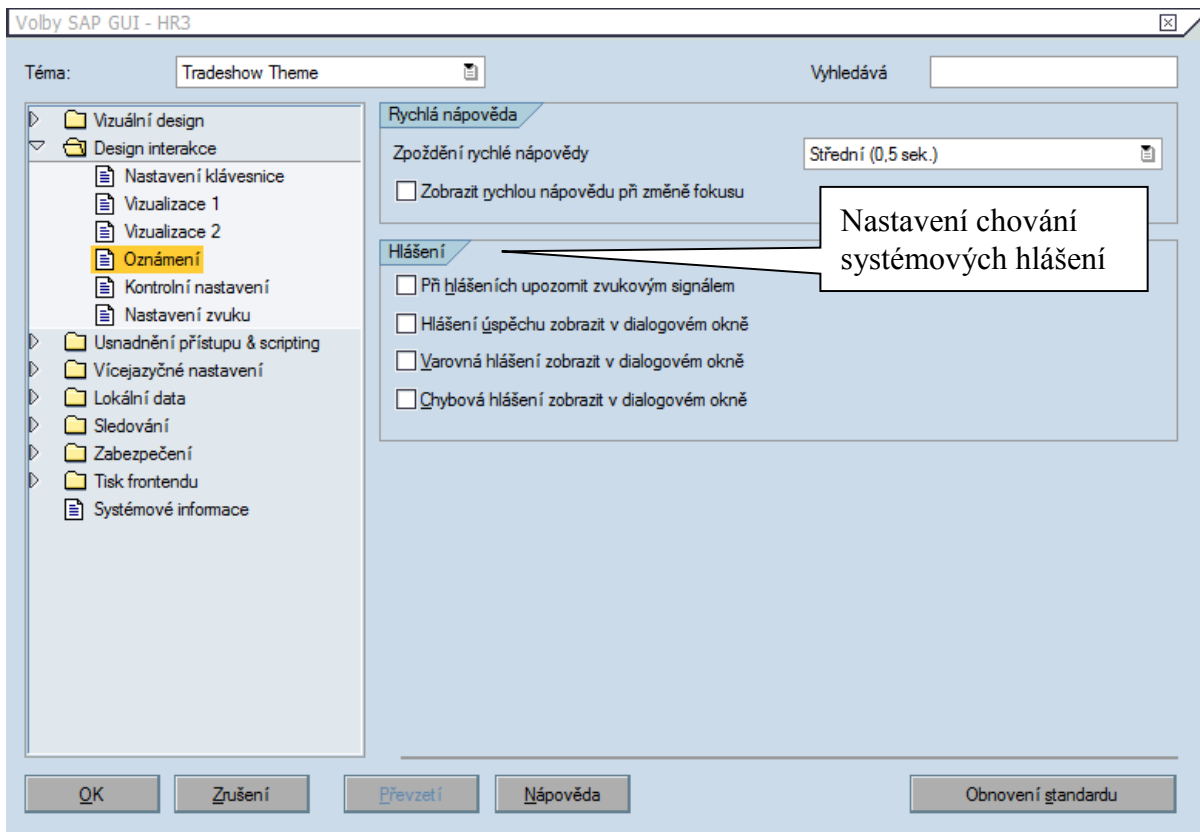 Volby SAP GUI - HR3
Téma:
Tradeshow Theme
Vyhledává
Vizuální design
Design interakce
Nastavení klávesnice
Vizualizace 1
Vizualizace 2
Oznámení
Kontrolní nastavení
Nastavení zvuku
Usnadnění přístupu & scripting
Vícejazyčné nastavení
Lokální data
Sledování
Zabezpečení
Tisk frontendu
Systémové informace
Rychlá nápověda
Zpoždění rychlé nápovědy
Střední (0,5 sek.)
Zobrazit rychlou nápovědu při změně fokusu
Nastavení chování
systémových hlášení
Hlášení
Při hlášeních upozornit zvukovým signálem
Hlášení úspěchu zobrazit v dialogovém okně
Varovná hlášení zobrazit v dialogovém okně
Chybová hlášení zobrazit v dialogovém okně
OK
Zrušení
Převzetí
Nápověda
Obnovení standardu